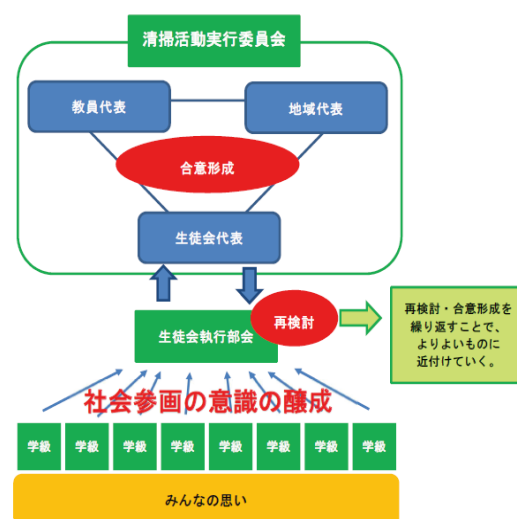 清掃活動実行委員会
教員代表
地域代表
合意形成
生徒会代表
再検討
生徒会執行部会
再検討・合意形成を
繰り返すことで、
よりよいものに
近付けていく。
社会参画の意識の醸成
学級 学級 学級 学級 学級 学級 学級 学級
みんなの思い